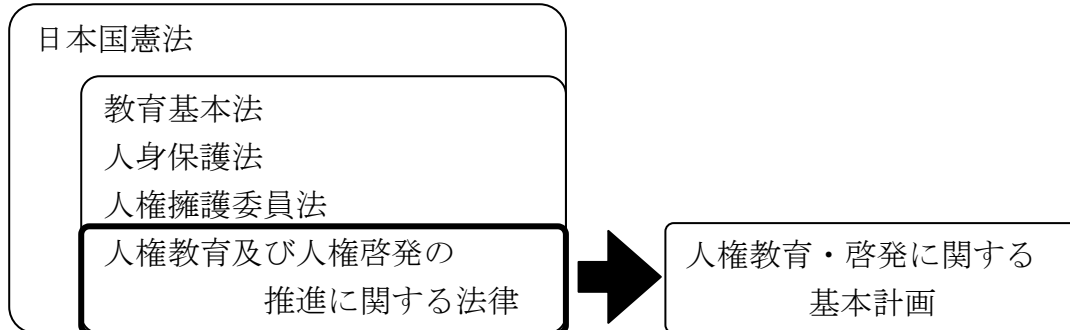 日本国憲法
教育基本法
人身保護法
人権擁護委員法
人権教育及び人権啓発の
推進に関する法律
人権教育・啓発に関する
基本計画